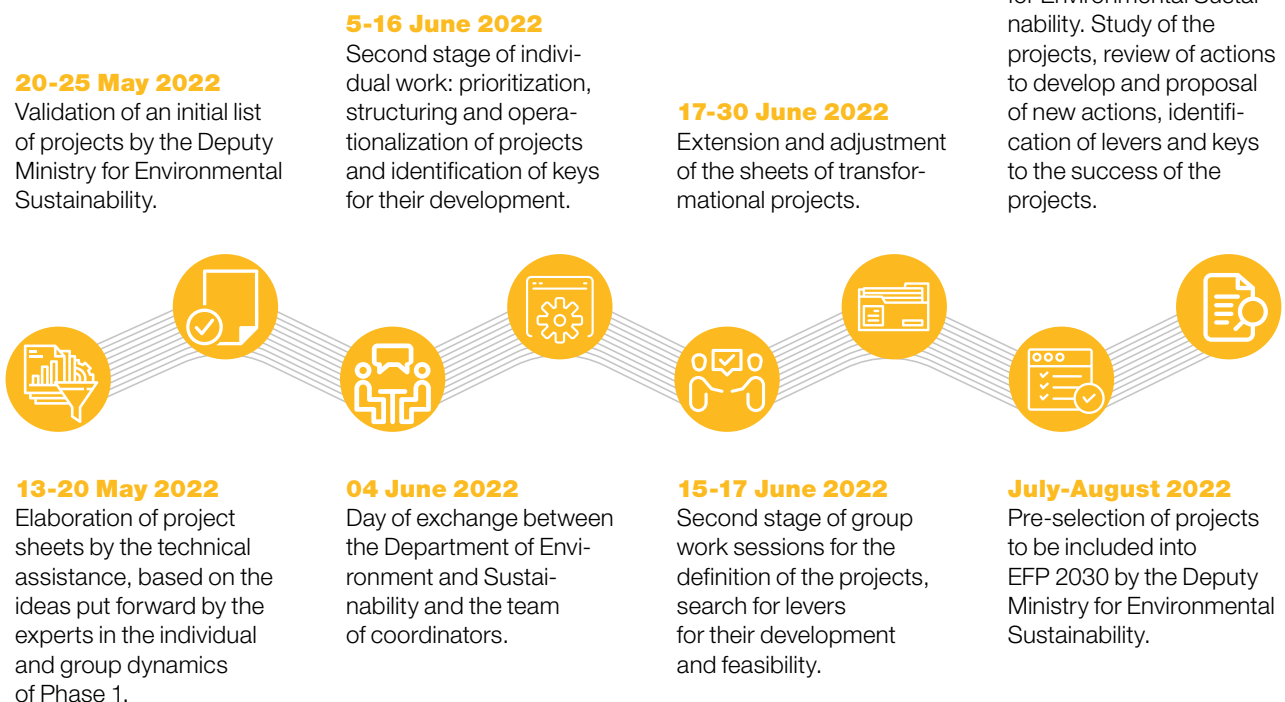 20-25 May 2022
Validation of an initial list
of projects by the Deputy
Ministry for Environmental
Sustainability.
5-16 June 2022
Second stage of indivi-
dual work: prioritization,
structuring and opera-
tionalization of projects
and identification of keys
for their development.
17-30 June 2022
Extension and adjustment
of the sheets of transfor-
mational projects.
for Environmental Sustai-
nability. Study of the
projects, review of actions
to develop and proposal
of new actions, identifi-
cation of levers and keys
to the success of the
projects.
13-20 May 2022
Elaboration of project
sheets by the technical
assistance, based on the
ideas put forward by the
experts in the individual
and group dynamics
of Phase 1.
04 June 2022
Day of exchange between
the Department of Envi-
ronment and Sustai-
nability and the team
of coordinators.
15-17 June 2022
Second stage of group
work sessions for the
definition of the projects,
search for levers
for their development
and feasibility.
July-August 2022
Pre-selection of projects
to be included into
EFP 2030 by the Deputy
Ministry for Environmental
Sustainability.